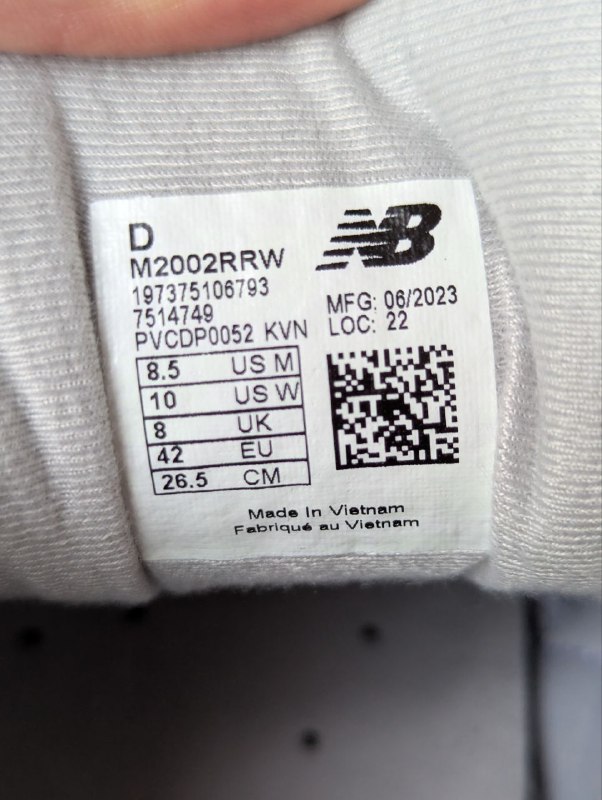 D
M2002RRW
197375106793
7514749
PVCDP0052 KVN
NB
MFG: 06/2023
LOC: 22
8.5 US M
10 US W
8 UK
42 EU
26.5 CM
Made In Vietnam
Fabriqué au Vietnam